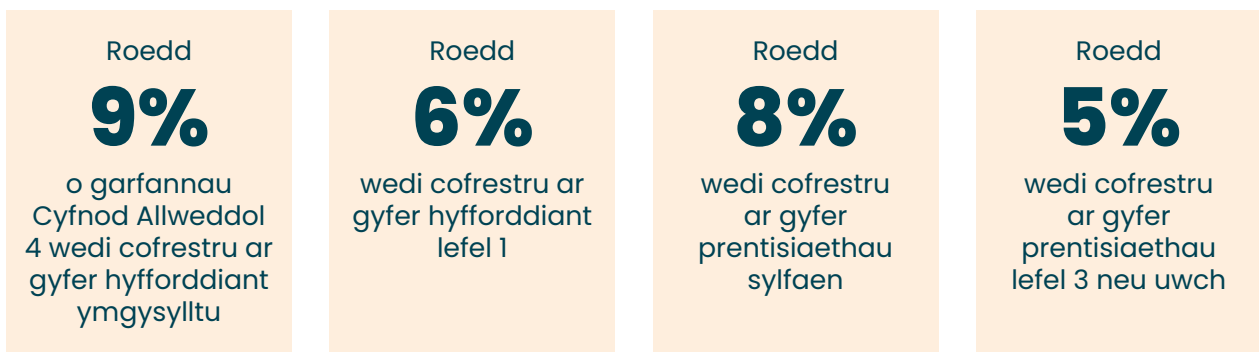 Roedd
9%
o garfannau
Cyfnod Allweddol
4 wedi cofrestru ar
gyfer hyfforddiant
ymgysylltu
Roedd
6%
wedi cofrestru ar
gyfer hyfforddiant
lefel 1
Roedd
8%
wedi cofrestru
ar gyfer
prentisiaethau
sylfaen
Roedd
5%
wedi cofrestru
ar gyfer
prentisiaethau
lefel 3 neu uwch